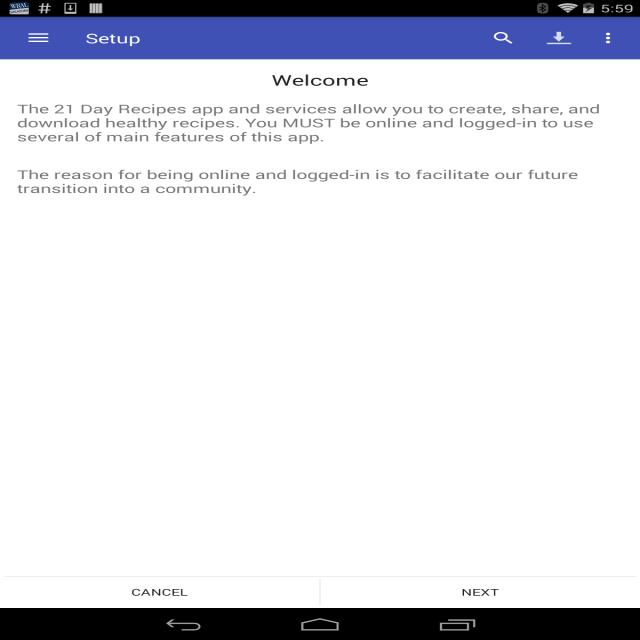 WRAL
5:59
Setup
Welcome
The 21 Day Recipes app and services allow you to create, share, and
download healthy recipes. You MUST be online and logged-in to use
several of main features of this app.
The reason for being online and logged-in is to facilitate our future
transition into a community.
CANCEL
NEXT